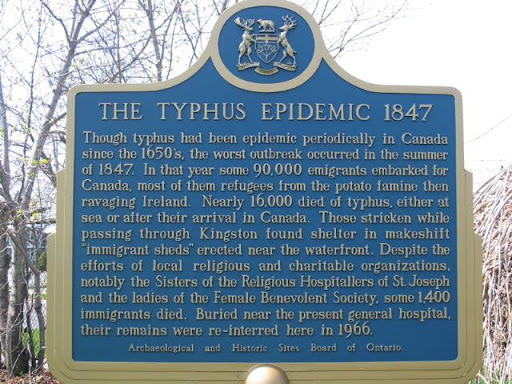 THE TYPHUS EPIDEMIC 1847
Though typhus had been epidemic periodically in Canada
since the 1650's, the worst outbreak occurred in the summer
of 1847. In that year some 90,000 emigrants embarked for
Canada, most of them refugees from the potato famine then
ravaging Ireland. Nearly 16,000 died of typhus, either at
sea or after their arrival in Canada. Those stricken while
passing through Kingston found shelter in makeshift
"immigrant sheds" erected near the waterfront. Despite the
efforts of local religious and charitable organizations,
notably the Sisters of the Religious Hospitallers of St. Joseph
and the ladies of the Female Benevolent Society, some 1,400
immigrants died. Buried near the present general hospital,
their remains were re-interred here in 1966.
Archaeological and Historic Sites Board of Ontario.